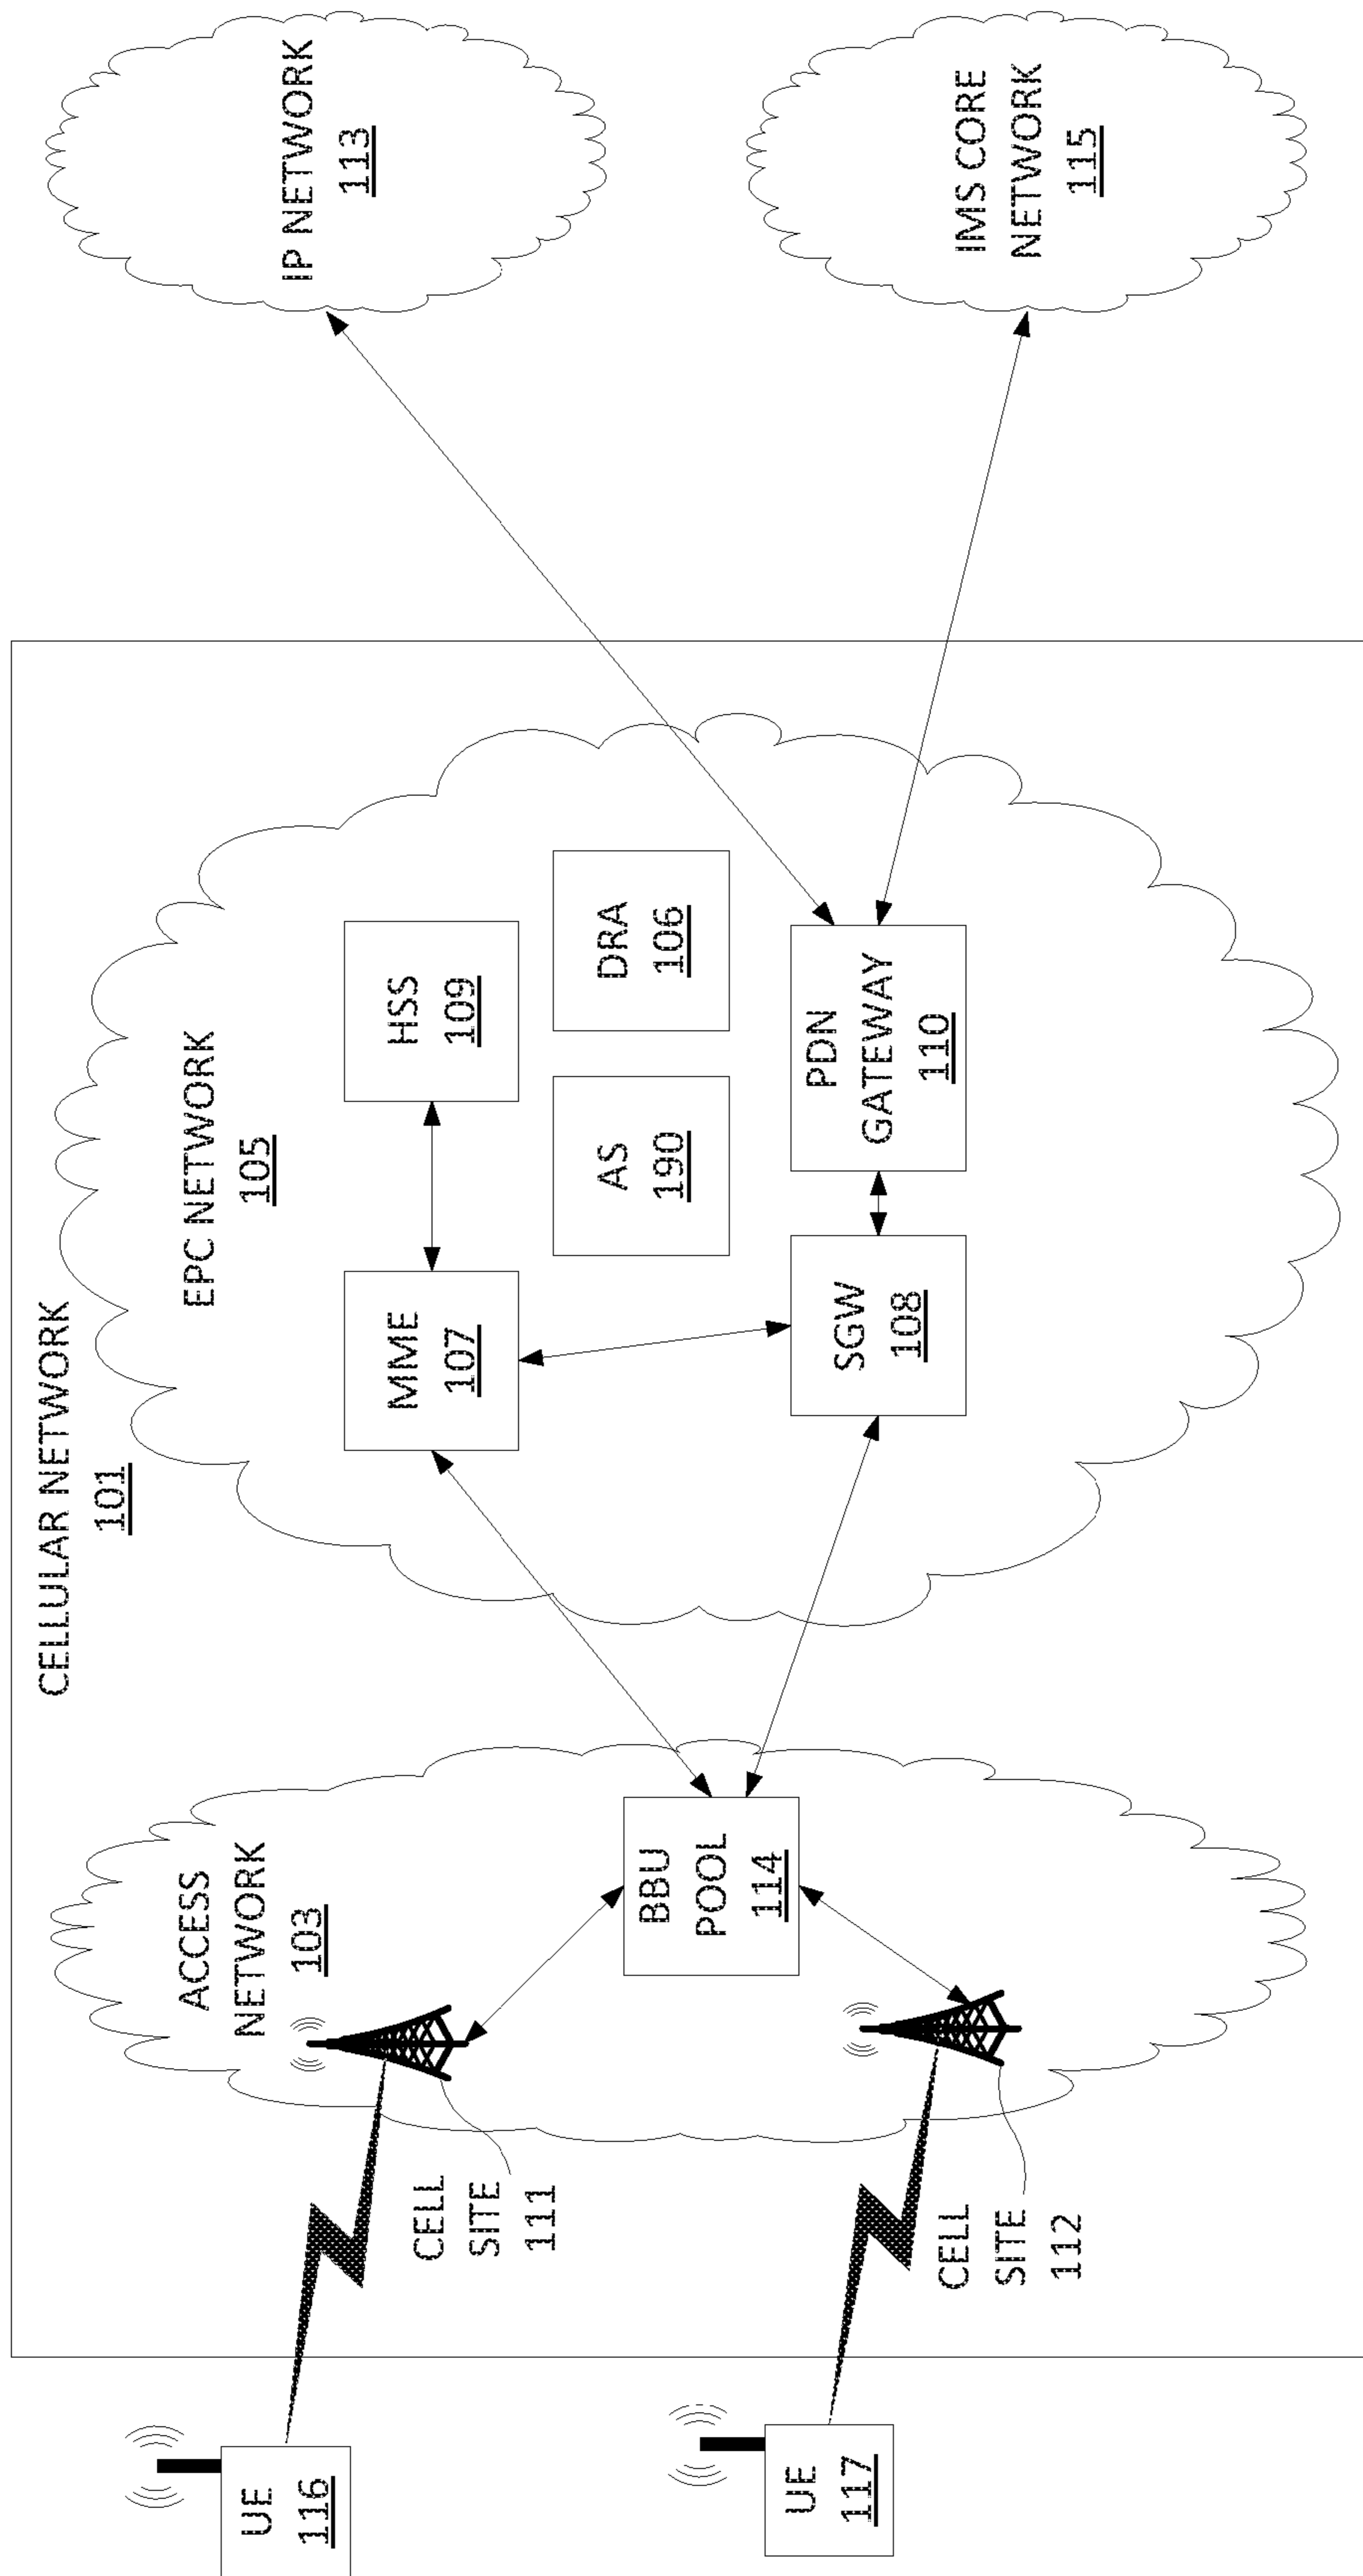 CELLULAR NETWORK
101
UE
116
UE
117
CELL
SITE
111
CELL
SITE
112
ACCESS
NETWORK
103
BBU
POOL
114
EPC NETWORK
105
MME
107
HSS
109
AS
190
DRA
106
SGW
108
PDN
GATEWAY
110
IP NETWORK
113
IMS CORE
NETWORK
115